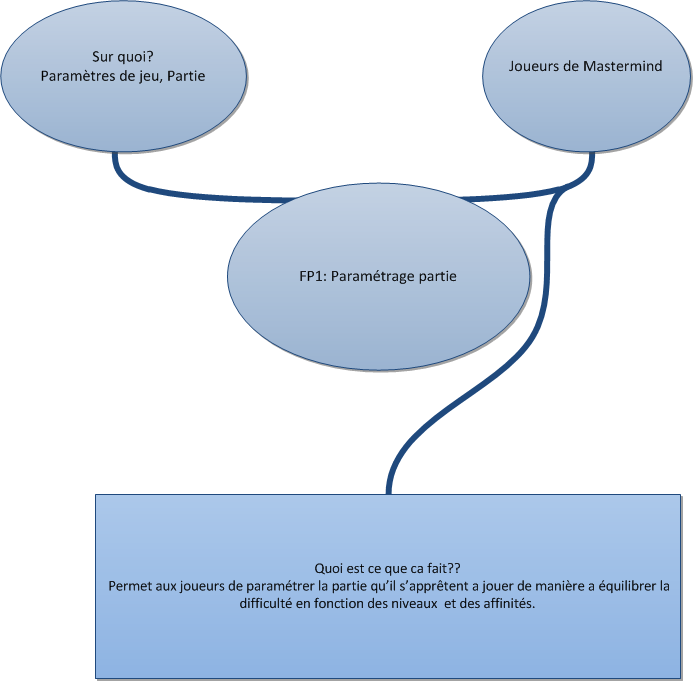 Sur quoi?
Paramètres de jeu, Partie
Joueurs de Mastermind
FP1: Paramétrage partie
Quoi est ce que ca fait??
Permet aux joueurs de paramétrer la partie qu’il s’apprêtent a jouer de manière a équilibrer la
difficulté en fonction des niveaux et des affinités.